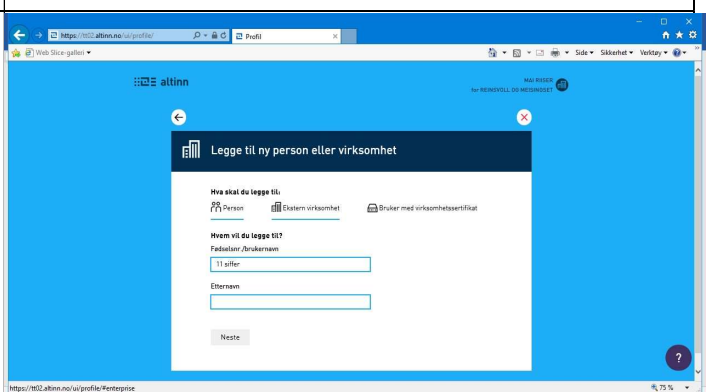 https://tt02.altinn.no/ui/profile/
Profil
Web Slice-galleri
Side
Sikkerhet
Verktøy
altinn
MAI RIISER
for REINSVOLL OG MEISINGSET
Legge til ny person eller virksomhet
Hva skal du legge til:
Person
Ekstern virksomhet
Bruker med virksomhetssertifikat
Hvem vil du legge til?
Fødselsnr./brukernavn
11 siffer
Etternavn
Neste
?
https://tt02.altinn.no/ui/profile/#enterprise
75 %